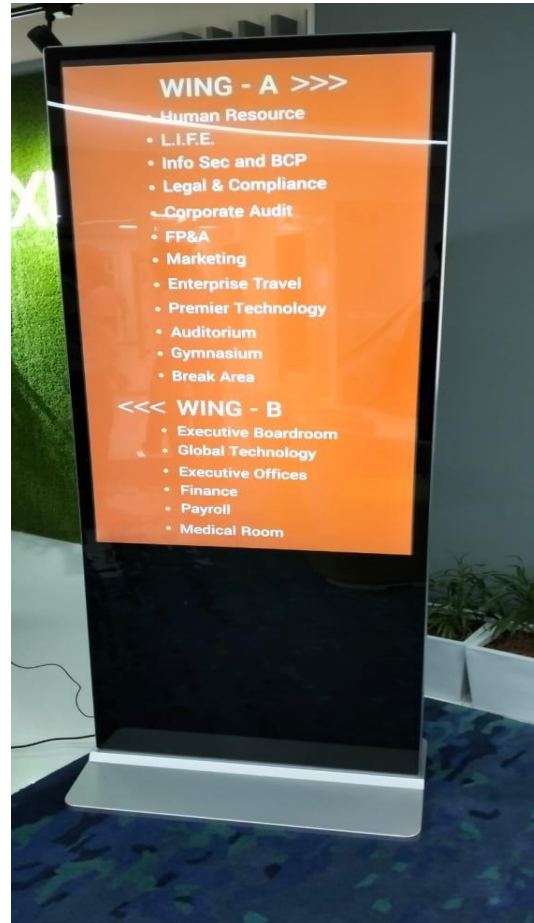 WING - A >>>
• Human Resource
• L.I.F.E.
• Info Sec and BCP
• Legal & Compliance
• Corporate Audit
• FP&A
• Marketing
• Enterprise Travel
• Premier Technology
• Auditorium
• Gymnasium
• Break Area
<<< WING - B
• Executive Boardroom
• Global Technology
• Executive Offices
• Finance
• Payroll
• Medical Room